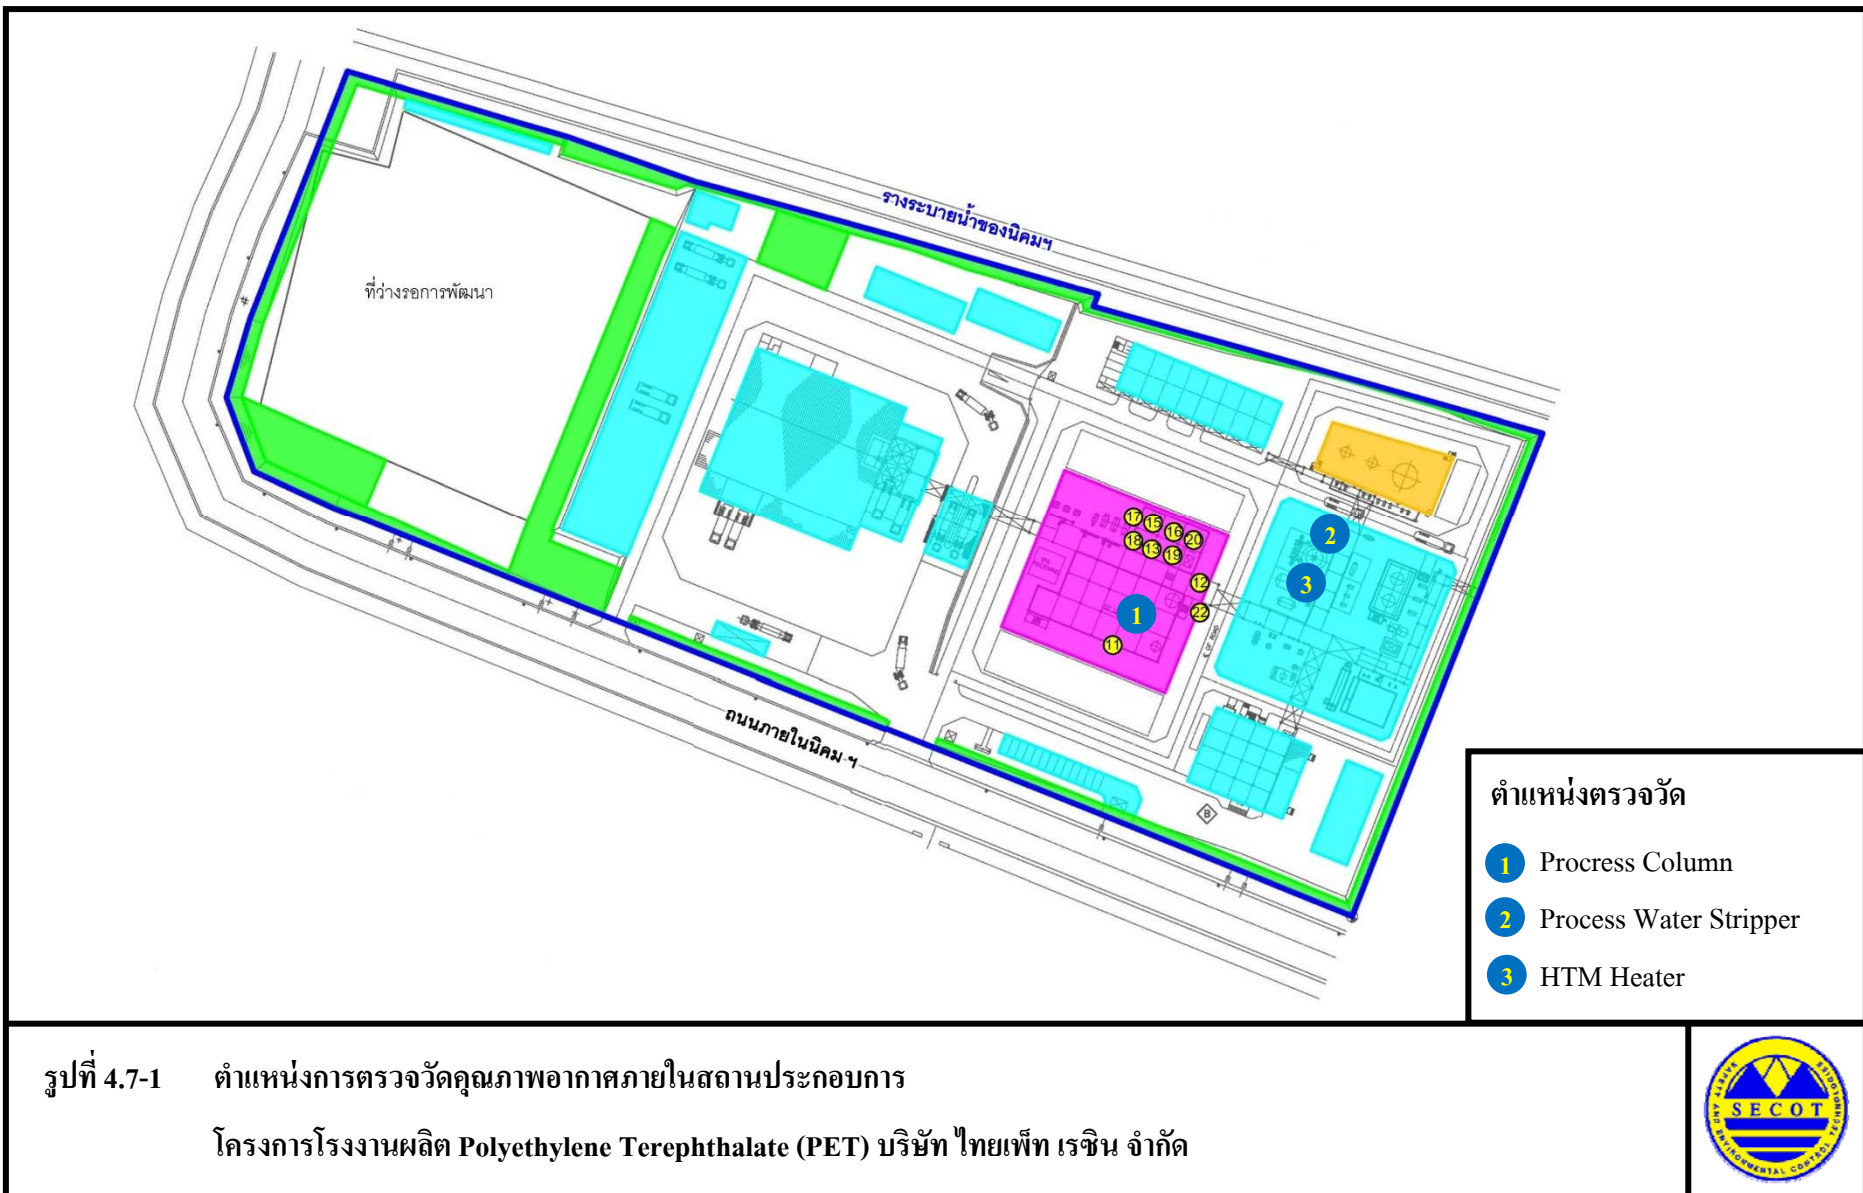 รางระบายน้ำของนิคมฯ
ที่ว่างรอการพัฒนา
17
15
16
20
18
13
19
12
22
11
1
2
3
ถนนภายในนิคม ฯ
B
ตำแหน่งตรวจวัด
1 Procress Column
2 Process Water Stripper
3 HTM Heater
รูปที่ 4.7-1 ตำแหน่งการตรวจวัดคุณภาพอากาศภายในสถานประกอบการ
โครงการโรงงานผลิต Polyethylene Terephthalate (PET) บริษัท ไทยเพ็ท เรซิน จำกัด
SECOT
SAFETY AND ENVIRONMENTAL CONTROL TECHNOLOGIES